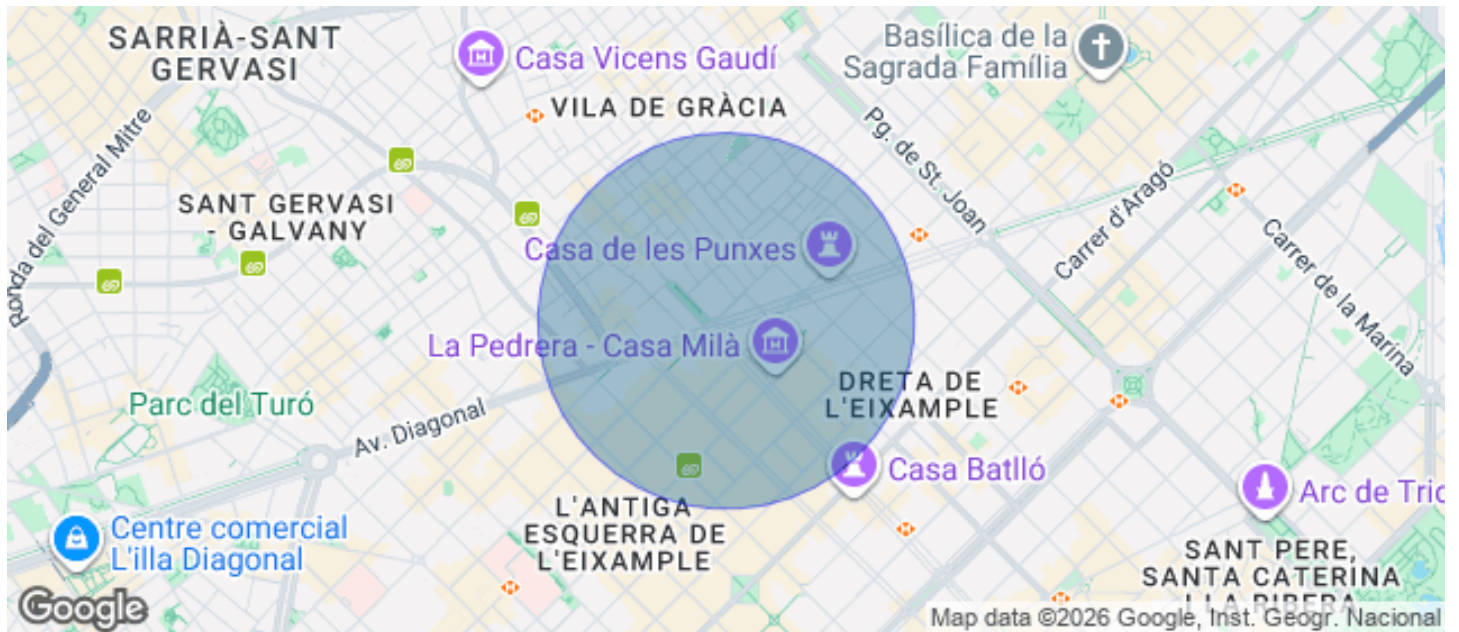 SARRIÀ-SANT
GERVASI
Casa Vicens Gaudí
Basílica de la
Sagrada Família
VILA DE GRÀCIA
Ronda del General Mitre
Pg. de St. Joan
Carrer d'Aragó
SANT GERVASI
- GALVANY
Casa de les Punxes
Carrer de la Marina
La Pedrera - Casa Milà
DRETA DE
L'EIXAMPLE
Parc del Turó
Av. Diagonal
Casa Batlló
Arc de Tric
L'ANTIGA
ESQUERRA DE
L'EIXAMPLE
Centre comercial
L'illa Diagonal
SANT PERE,
SANTA CATERINA
I LA RIBERA
Google
Map data ©2026 Google, Inst. Geogr. Nacional